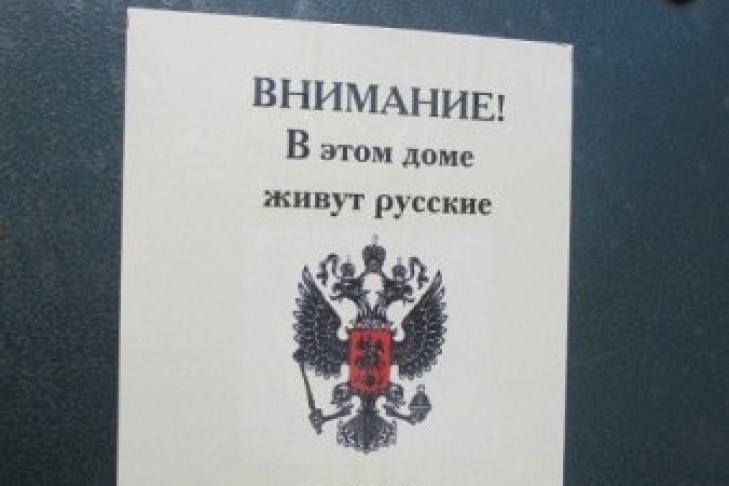 ВНИМАНИЕ!
В этом доме
живут русские